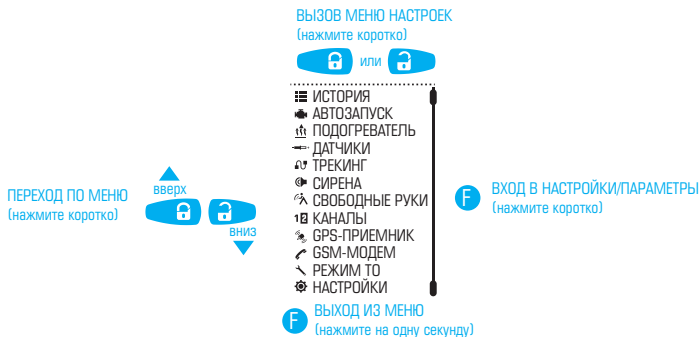 ВЫЗОВ МЕНЮ НАСТРОЕК
(нажмите коротко)
или
ИСТОРИЯ
АВТОЗАПУСК
ПОДОГРЕВАТЕЛЬ
ДАТЧИКИ
ТРЕКИНГ
СИРЕНА
СВОБОДНЫЕ РУКИ
12 КАНАЛЫ
GPS-ПРИЕМНИК
GSM-МОДЕМ
РЕЖИМ ТО
НАСТРОЙКИ
ПЕРЕХОД ПО МЕНЮ
(нажмите коротко)
вверх
вниз
F ВХОД В НАСТРОЙКИ/ПАРАМЕТРЫ
(нажмите коротко)
F ВЫХОД ИЗ МЕНЮ
(нажмите на одну секунду)